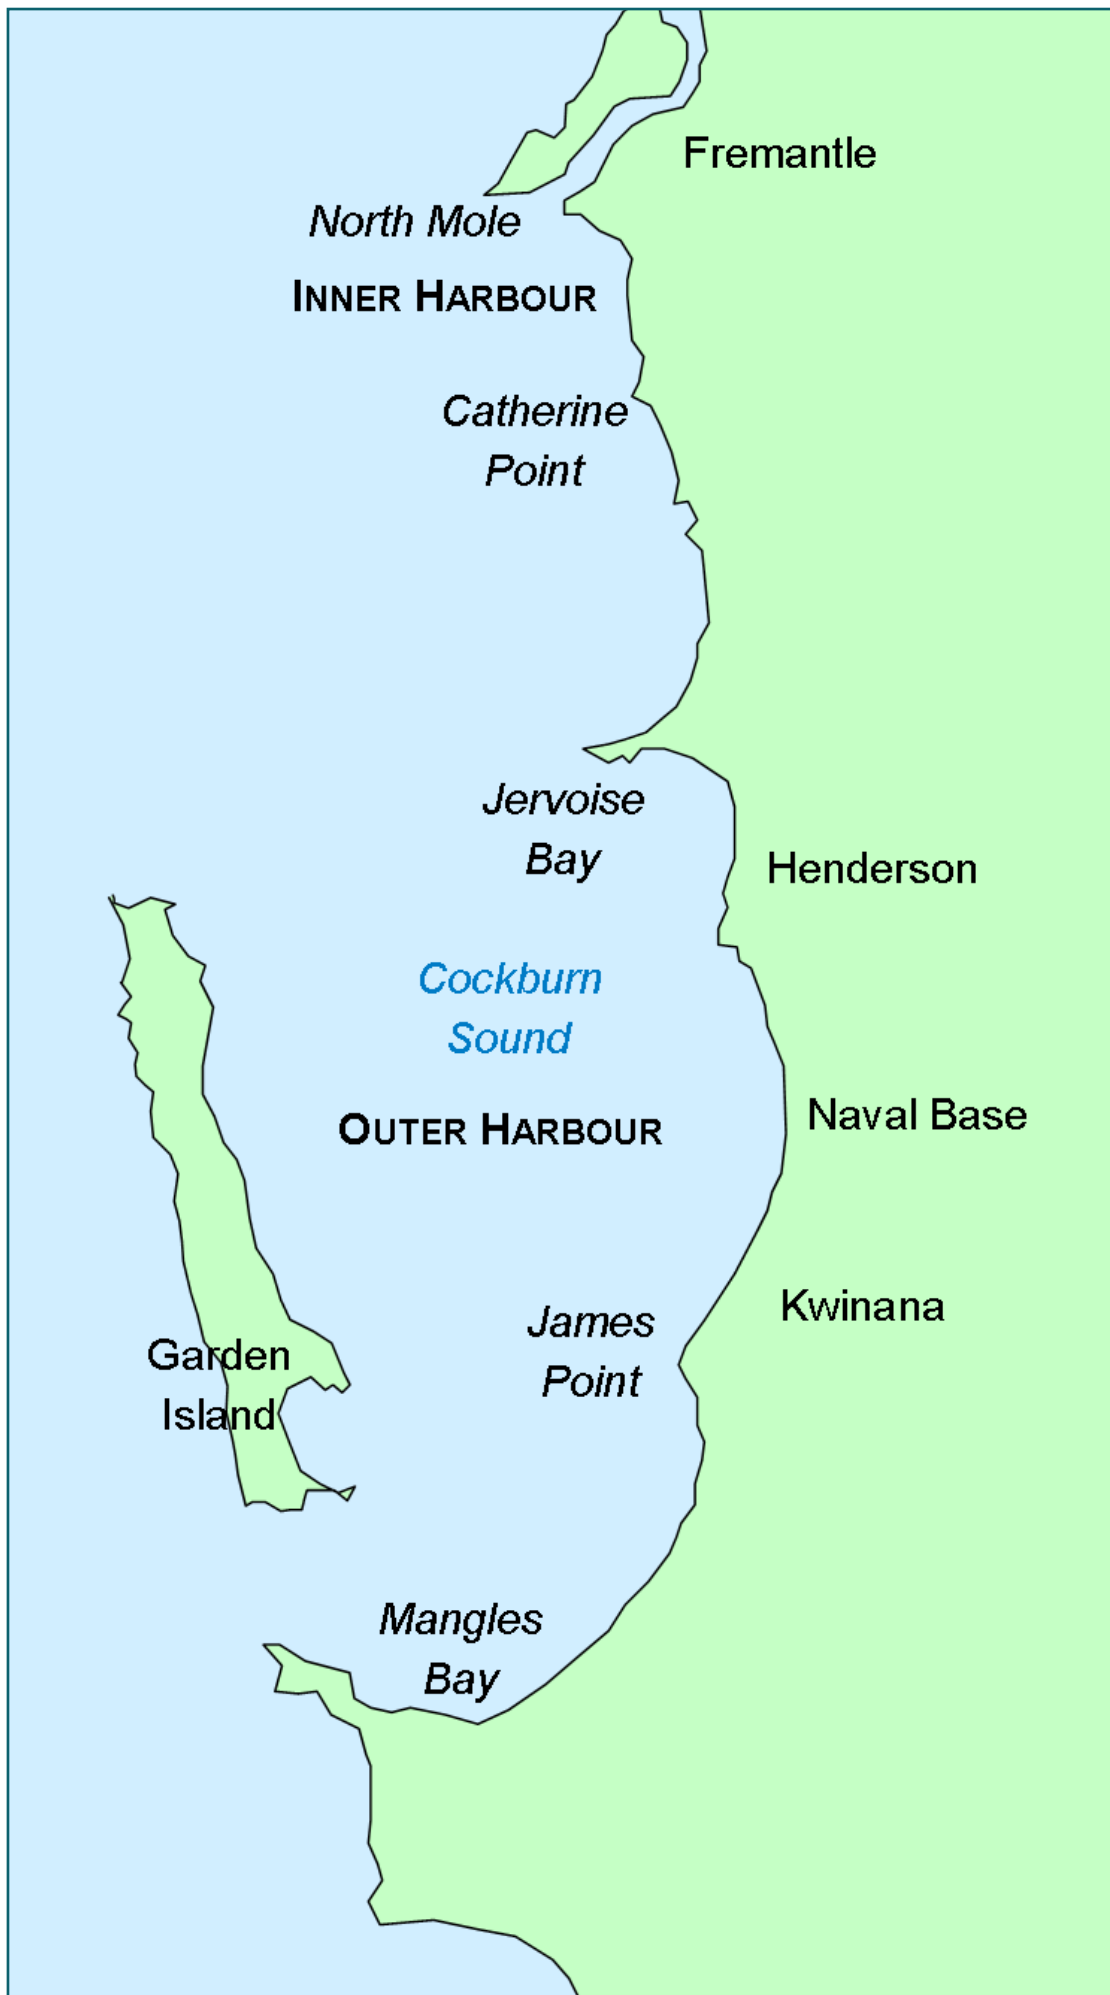 Fremantle
North Mole
INNER HARBOUR
Catherine
Point
Jervoise
Bay
Henderson
Cockburn
Sound
Naval Base
OUTER HARBOUR
Kwinana
James
Point
Garden
Island
Mangles
Bay